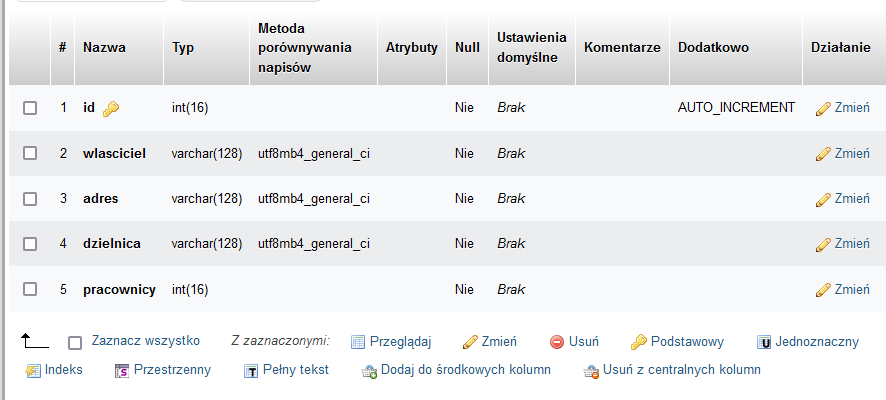 # Nazwa Typ Metoda porównywania napisów Atrybuty Null Ustawienia domyślne Komentarze Dodatkowo Działanie
1 id int(16) Nie Brak AUTO_INCREMENT Zmień
2 wlasciciel varchar(128) utf8mb4_general_ci Nie Brak Zmień
3 adres varchar(128) utf8mb4_general_ci Nie Brak Zmień
4 dzielnica varchar(128) utf8mb4_general_ci Nie Brak Zmień
5 pracownicy int(16) Nie Brak Zmień
Zaznacz wszystko Z zaznaczonymi: Przeglądaj Zmień Usuń Podstawowy U Jednoznaczny
Indeks S Przestrzenny T Pełny tekst Dodaj do środkowych kolumn Usuń z centralnych kolumn